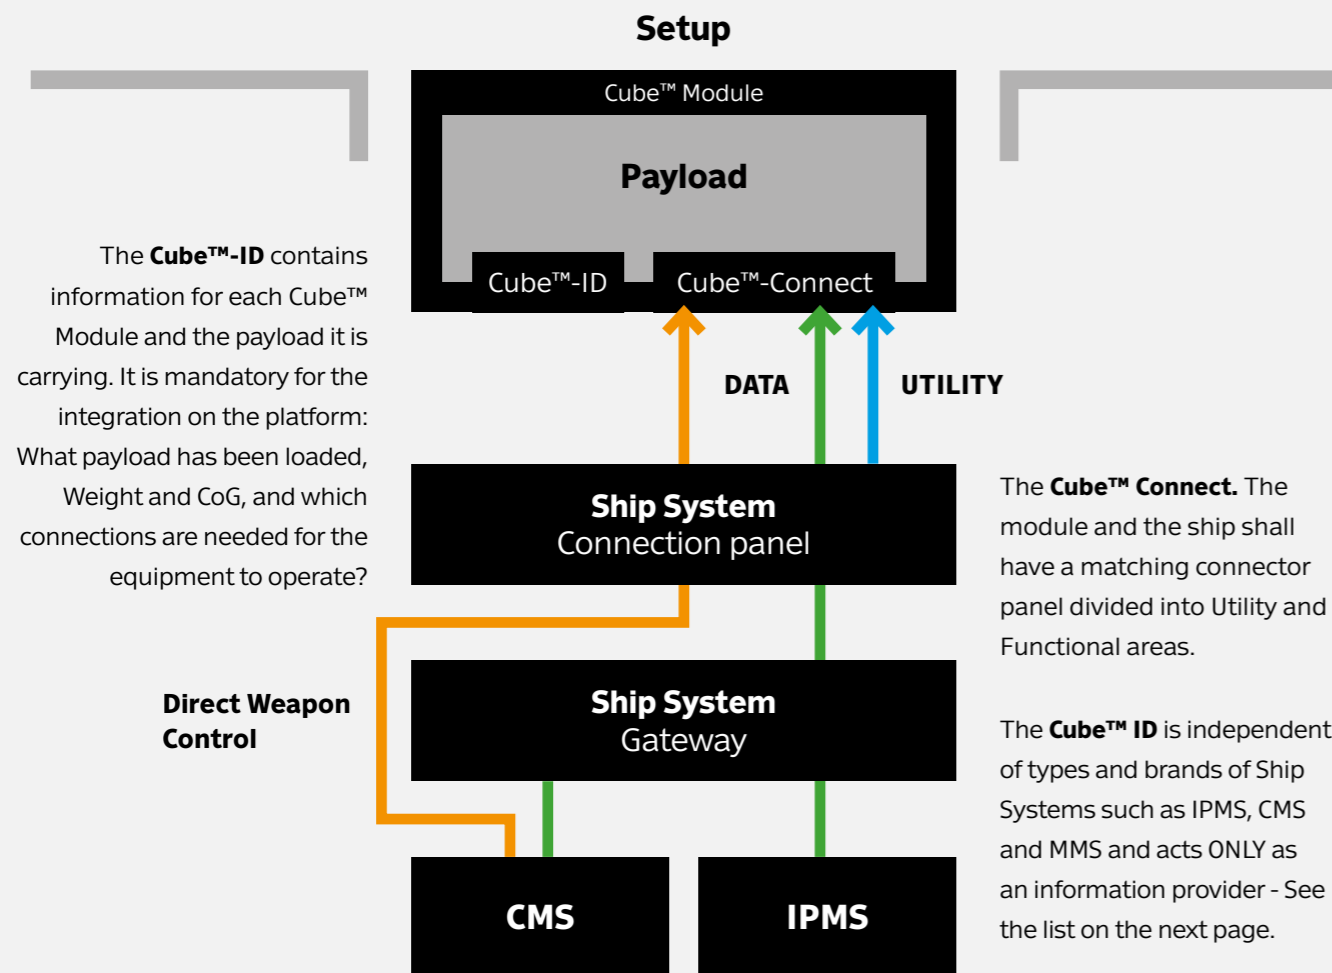 Setup
Cube™ Module
Payload
Cube™-ID
Cube™-Connect
The Cube™-ID contains
information for each Cube™
Module and the payload it is
carrying. It is mandatory for the
integration on the platform:
What payload has been loaded,
Weight and CoG, and which
connections are needed for the
equipment to operate?
DATA
UTILITY
Ship System
Connection panel
The Cube™ Connect. The
module and the ship shall
have a matching connector
panel divided into Utility and
Functional areas.
Direct Weapon
Control
Ship System
Gateway
The Cube™ ID is independent
of types and brands of Ship
Systems such as IPMS, CMS
and MMS and acts ONLY as
an information provider - See
the list on the next page.
CMS
IPMS